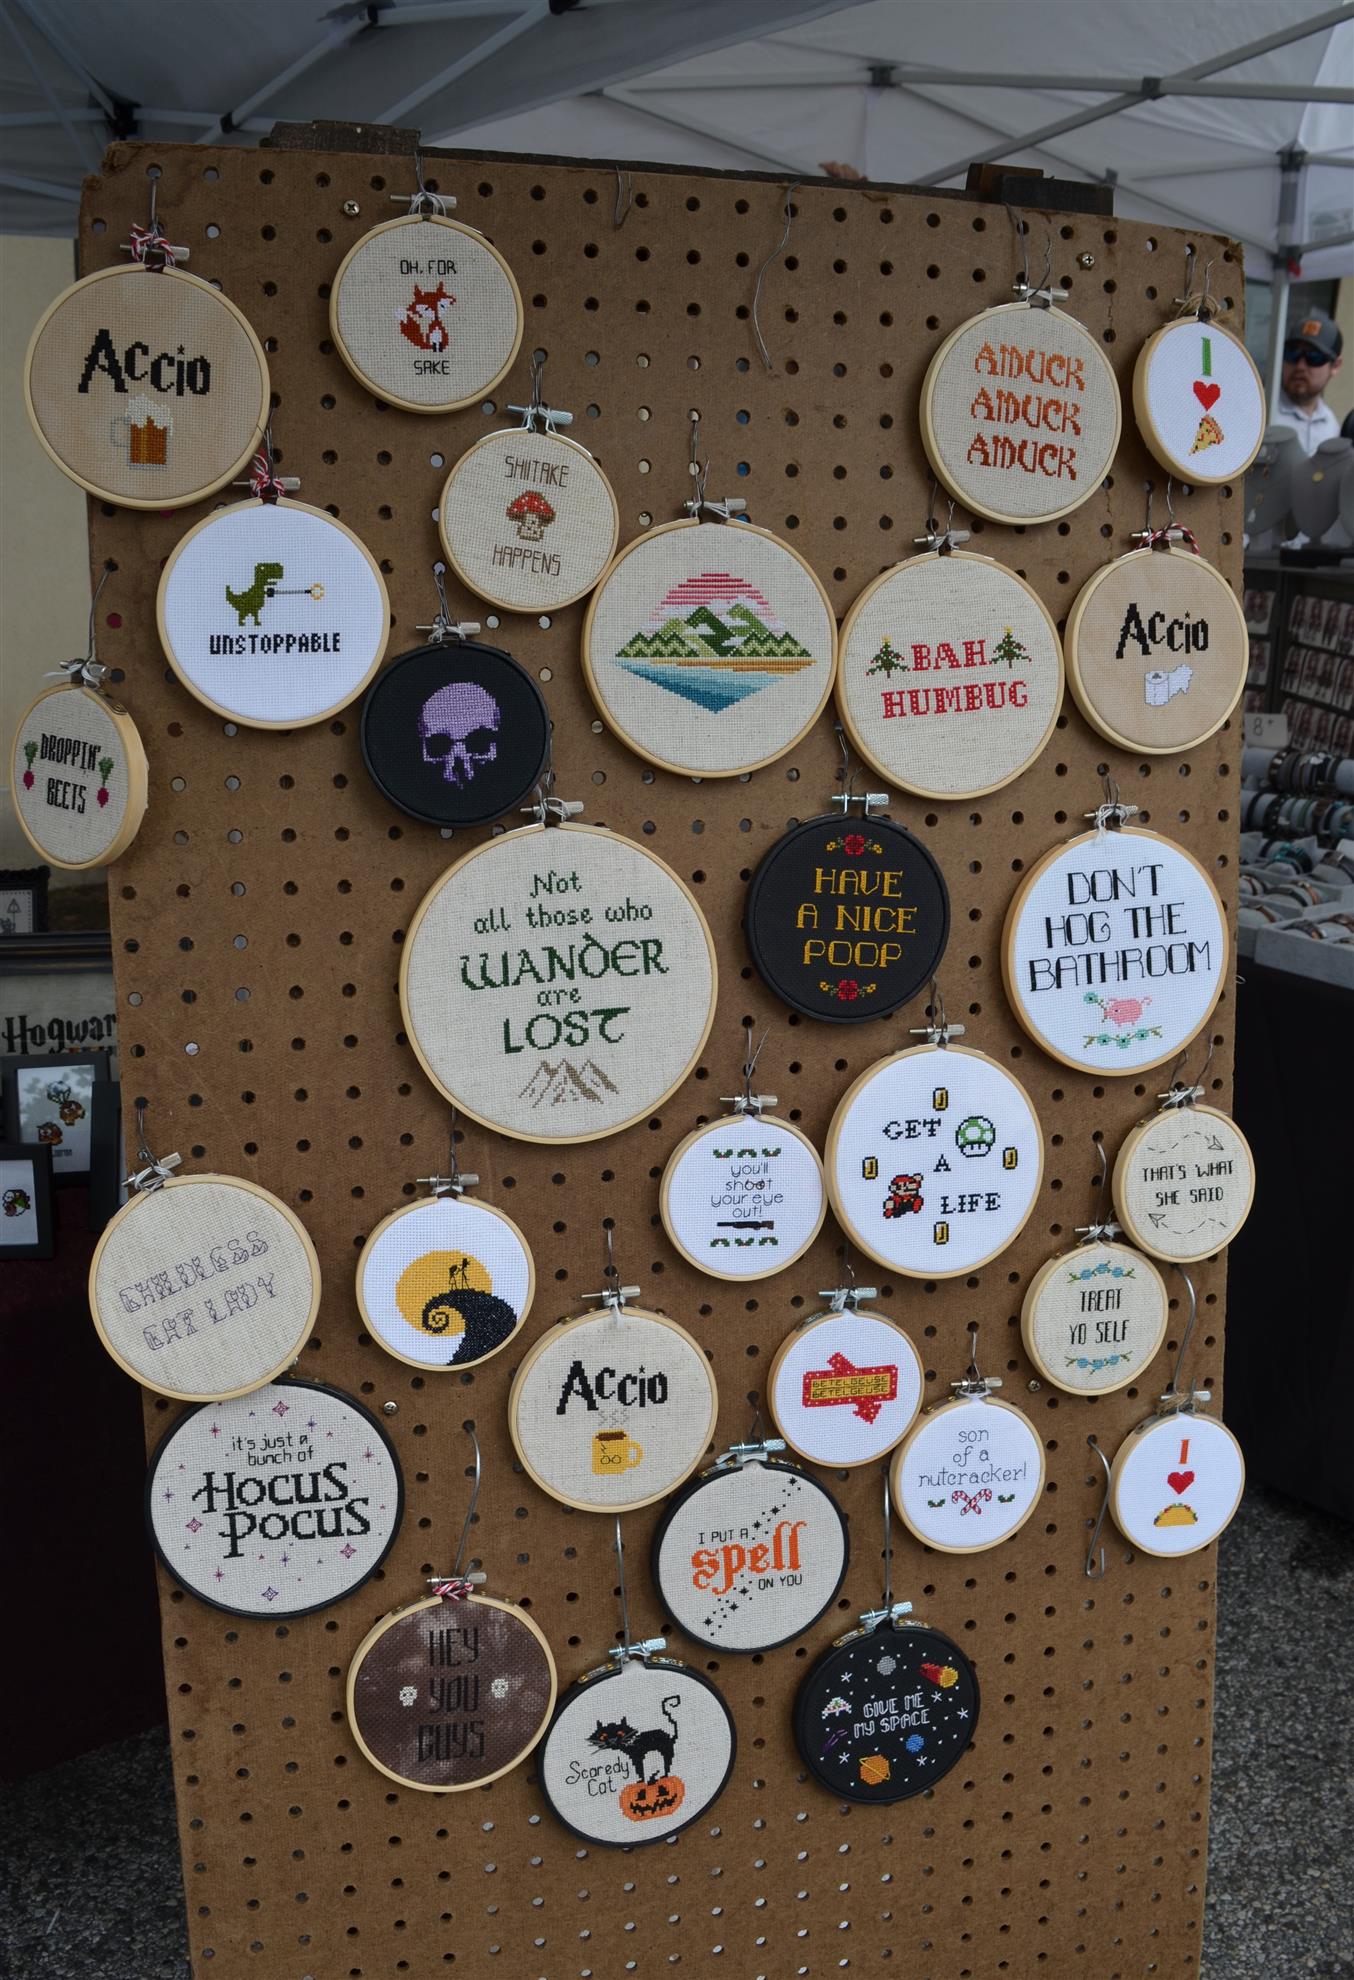 OH, FOR
SAKE
Accio
AMUCK
AMUCK
AMUCK
I
SHIITAKE
HAPPENS
UNSTOPPABLE
BAH
HUMBUG
Accio
DROPPIN'
BEETS
Not
all those who
WANDER
are
LOST
HAVE
A NICE
POOP
DON'T
HOG THE
BATHROOM
Hogwar
8+
GET
A
LIFE
you'll
shoot
your eye
out!
THAT'S WHAT
SHE SAID
CHILDLESS
CAT LADY
TREAT
YO SELF
Accio
BETELGEUSE
BETELGEUSE
son
of a
nutcracker!
I
it's just a
bunch of
HOCUS
POCUS
I PUT A
spell
ON YOU
HEY
YOU
GUYS
Scaredy
Cat
GIVE ME
MY SPACE